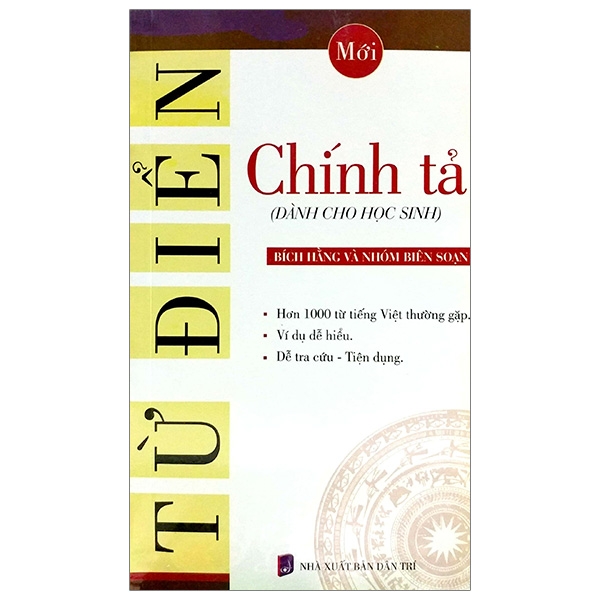 Mới
TỪ ĐIỂN
Chính tả
(DÀNH CHO HỌC SINH)
BÍCH HẰNG VÀ NHÓM BIÊN SOẠN
• Hơn 1000 từ tiếng Việt thường gặp.
• Ví dụ dễ hiểu.
• Dễ tra cứu - Tiện dụng.
NHÀ XUẤT BẢN DÂN TRÍ